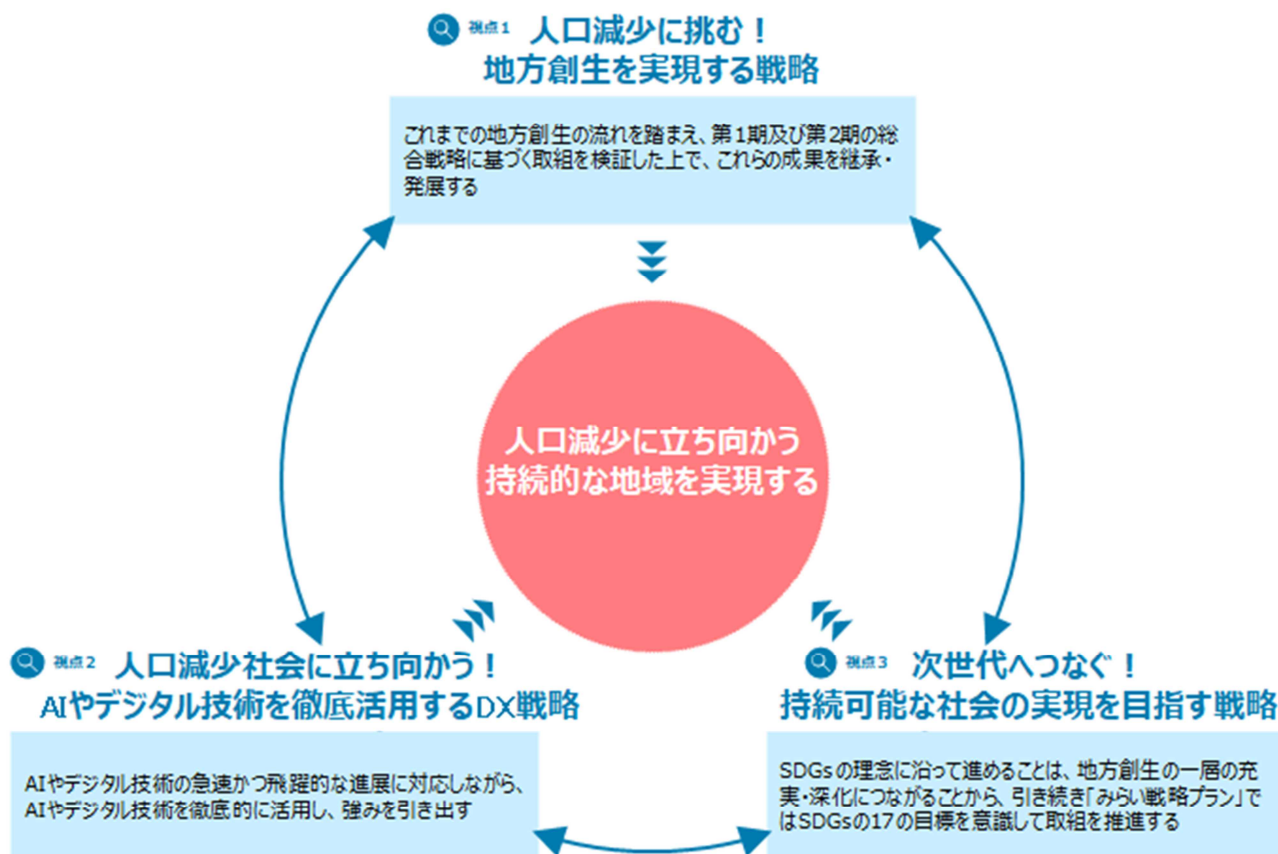 視点1 人口減少に挑む！
地方創生を実現する戦略
これまでの地方創生の流れを踏まえ、第1期及び第2期の総
合戦略に基づく取組を検証した上で、これらの成果を継承・
発展する
人口減少に立ち向かう
持続的な地域を実現する
視点2 人口減少社会に立ち向かう！
AIやデジタル技術を徹底活用するDX戦略
AIやデジタル技術の急速かつ飛躍的な進展に対応しながら、
AIやデジタル技術を徹底的に活用し、強みを引き出す
視点3 次世代へつなぐ！
持続可能な社会の実現を目指す戦略
SDGsの理念に沿って進めることは、地方創生の一層の充
実・深化につながることから、引き続き「みらい戦略プラン」で
はSDGsの17の目標を意識して取組を推進する